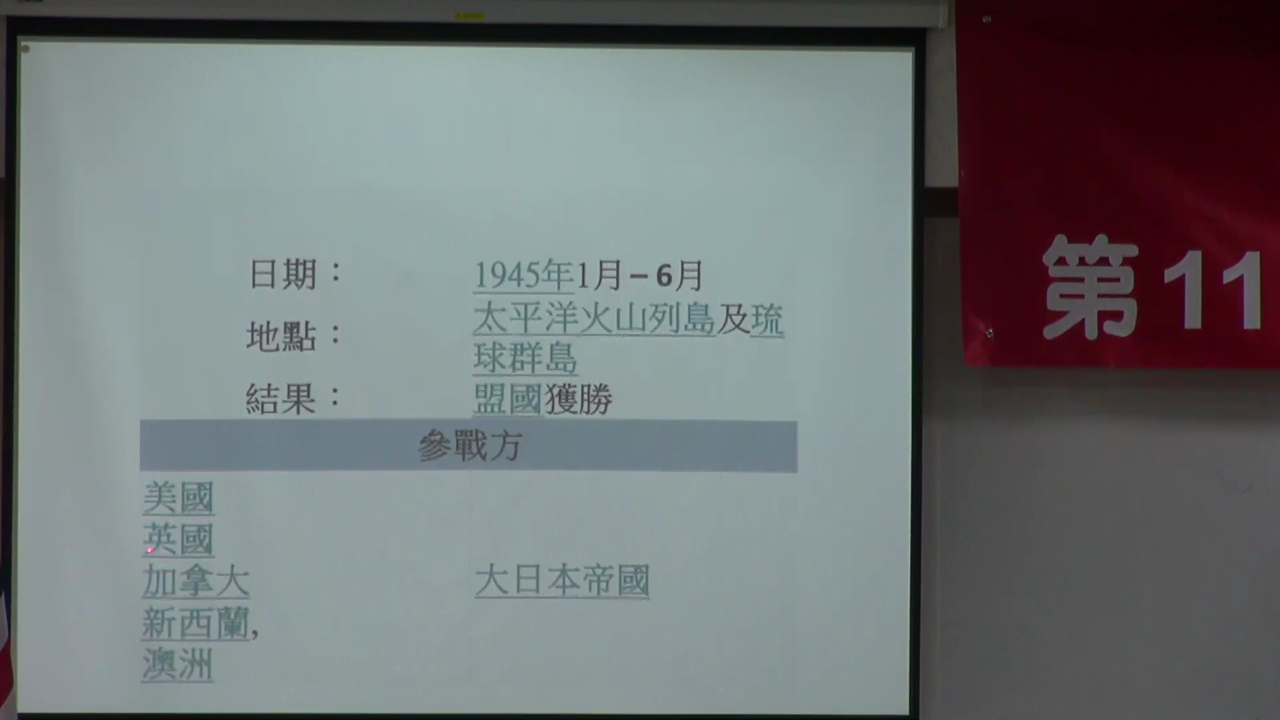 日期：
1945年1月－6月
地點：
太平洋火山列島及琉
球群島
結果：
盟國獲勝
參戰方
美國
英國
加拿大
新西蘭,
澳洲
大日本帝國
第11